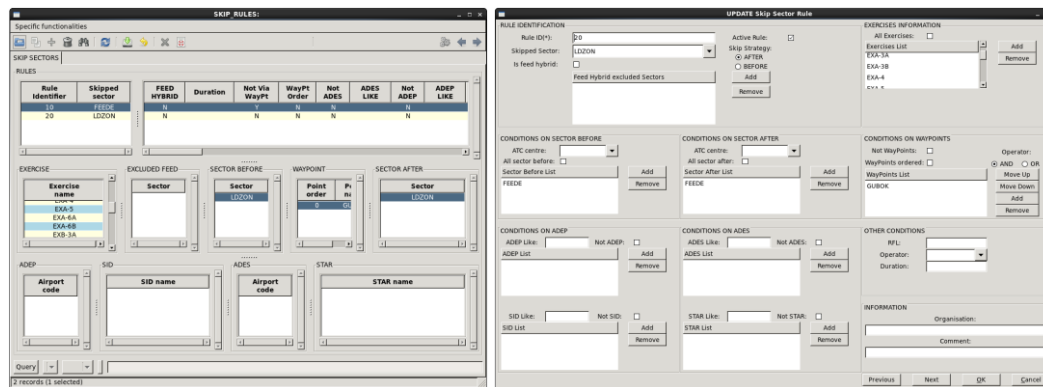 SKIP_RULES:
Specific functionalities
SKIP SECTORS
RULES
Rule Identifier
Skipped sector
FEED HYBRID
Duration
Not Via WayPt
WayPt Order
Not ADES
ADES LIKE
Not ADEP
ADEP LIKE
10 FEEDE N Y N N N
20 LDZON N N N N N
EXERCISE
EXCLUDED FEED
SECTOR BEFORE
WAYPOINT
SECTOR AFTER
Exercise name
Sector
Sector
Point order
Sector
EXA-5
EXA-6A
EXA-6B
EXB-3A
LDZON
0
LDZON
ADEP
SID
ADES
STAR
Airport code
SID name
Airport code
STAR name
Query
2 records (1 selected)
UPDATE Skip Sector Rule
RULE IDENTIFICATION
Rule ID(*): 20
Active Rule:
Skipped Sector: LDZON
Skip Strategy:
AFTER
BEFORE
Is feed hybrid:
Feed Hybrid excluded Sectors
Add
Remove
EXERCISES INFORMATION
All Exercises:
Exercises List
EXA-3A
EXA-3B
EXA-4
EXA-5
Add
Remove
CONDITIONS ON SECTOR BEFORE
ATC centre:
All sector before:
Sector Before List
FEEDE
Add
Remove
CONDITIONS ON SECTOR AFTER
ATC centre:
All sector after:
Sector After List
FEEDE
Add
Remove
CONDITIONS ON WAYPOINTS
Not WayPoints:
Operator:
WayPoints ordered:
AND OR
WayPoints List
GUBOK
Move Up
Move Down
Add
Remove
CONDITIONS ON ADEP
ADEP Like:
Not ADEP:
ADEP List
Add
Remove
SID Like:
Not SID:
SID List
Add
Remove
CONDITIONS ON ADES
ADES Like:
Not ADES:
ADES List
Add
Remove
STAR Like:
Not STAR:
STAR List
Add
Remove
OTHER CONDITIONS
RFL:
Operator:
Duration:
INFORMATION
Organisation:
Comment:
Previous
Next
OK
Cancel